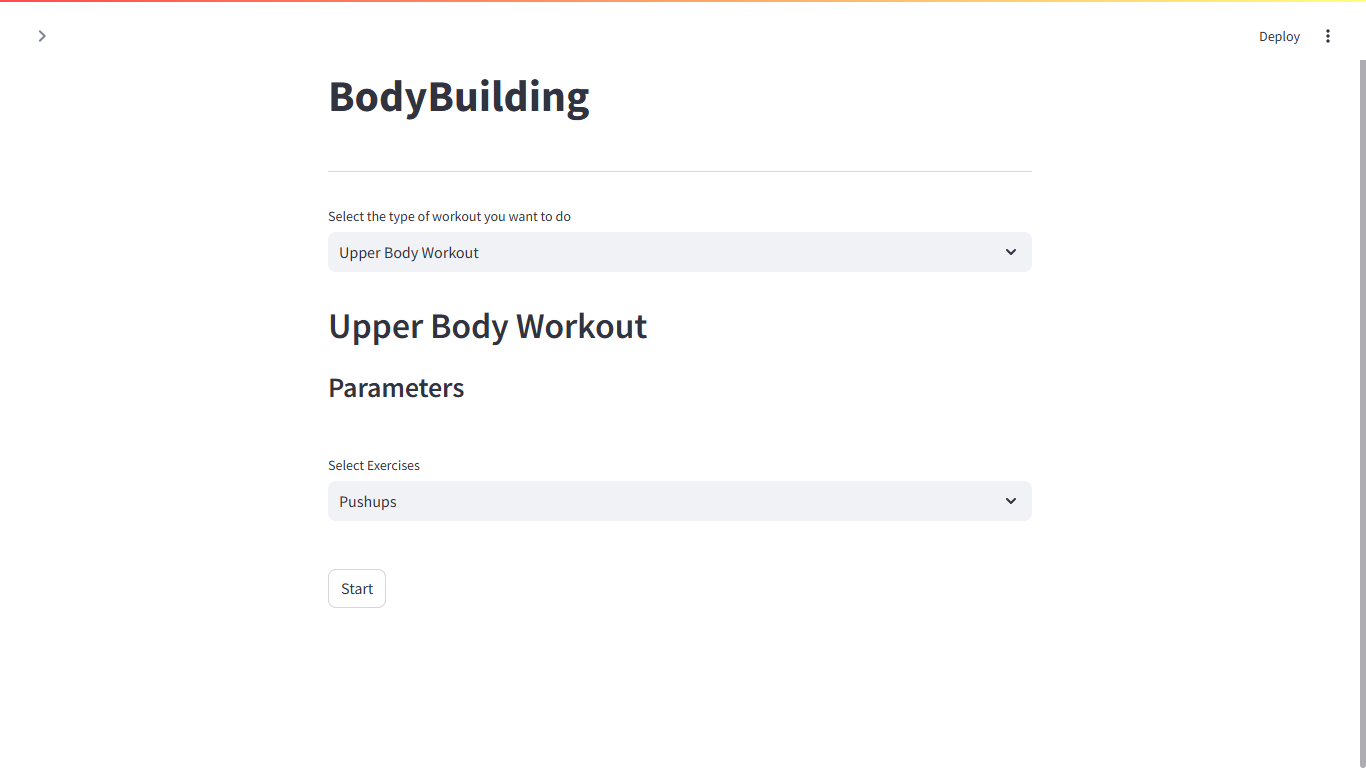 Deploy
BodyBuilding
Select the type of workout you want to do
Upper Body Workout
Upper Body Workout
Parameters
Select Exercises
Pushups
Start